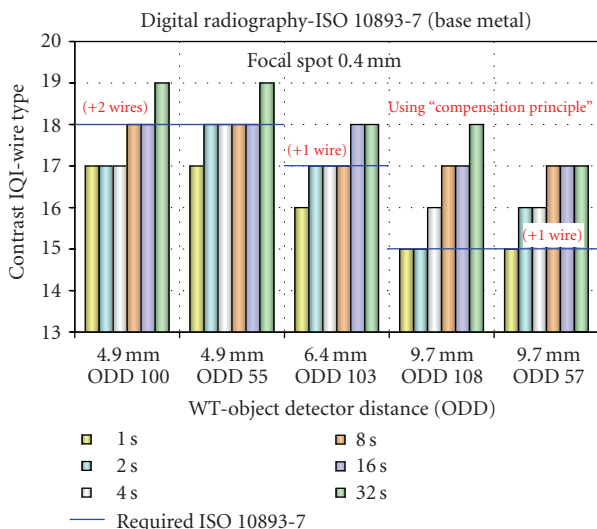 Digital radiography-ISO 10893-7 (base metal)
Focal spot 0.4 mm
Contrast IQI-wire type
20
19
18
17
16
15
14
13
(+2 wires)
(+1 wire)
Using “compensation principle”
(+1 wire)
4.9 mm
ODD 100
4.9 mm
ODD 55
6.4 mm
ODD 103
9.7 mm
ODD 108
9.7 mm
ODD 57
WT-object detector distance (ODD)
1 s
2 s
4 s
8 s
16 s
32 s
Required ISO 10893-7